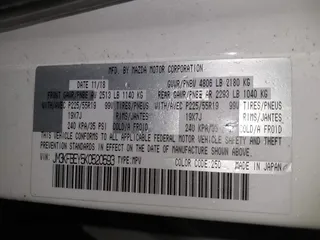 MFD. BY MAZDA MOTOR CORPORATION
DATE 11/18 GVWR/PNBV 4806 LB 2180 KG
FRONT GAWR/PNBE AV 2513 LB 1140 KG REAR GAWR/PNBE AR 2293 LB 1040 KG
WITH/AVEC P225/55R19 99V TIRES/PNEUS WITH/AVEC P225/55R19 99V TIRES/PNEUS
19X7J RIMS/JANTES 19X7J RIMS/JANTES
240 KPA/35 PSI COLD/A FROID 240 KPA/35 PSI COLD/A FROID
THIS VEHICLE CONFORMS TO ALL APPLICABLE FEDERAL MOTOR VEHICLE SAFETY
STANDARDS IN EFFECT ON THE DATE OF MANUFACTURE SHOWN ABOVE.
VIN: TYPE:MPV COLOR CODE:25D MADE IN JAPAN